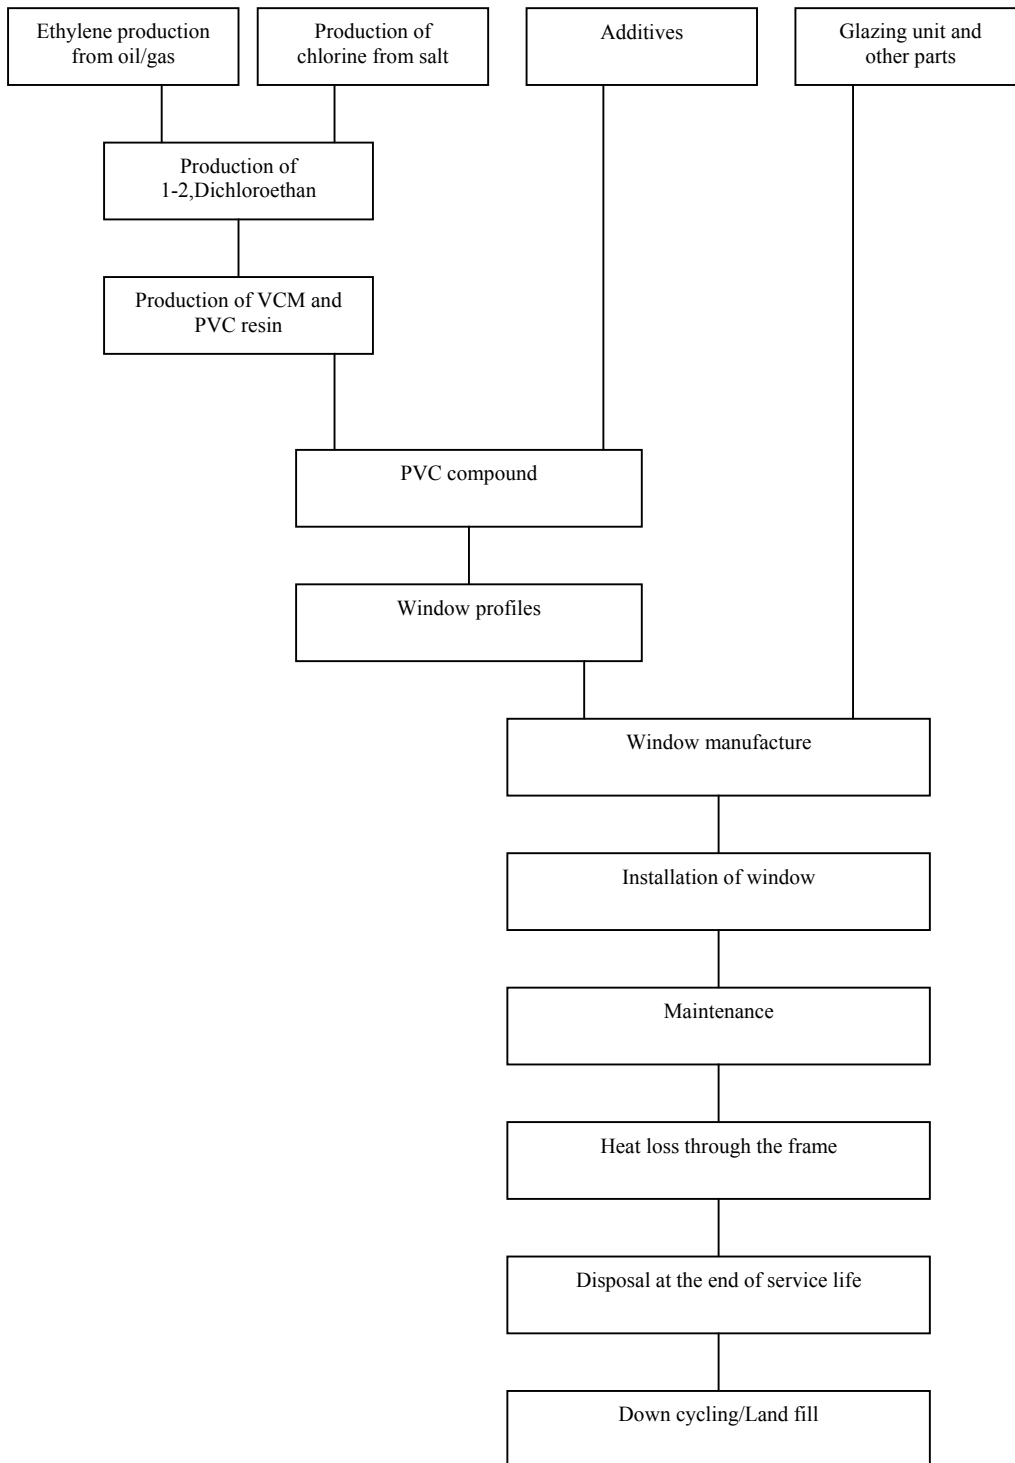 Ethylene production
from oil/gas
Production of
chlorine from salt
Additives
Glazing unit and
other parts
Production of
1-2,Dichloroethan
Production of VCM and
PVC resin
PVC compound
Window profiles
Window manufacture
Installation of window
Maintenance
Heat loss through the frame
Disposal at the end of service life
Down cycling/Land fill